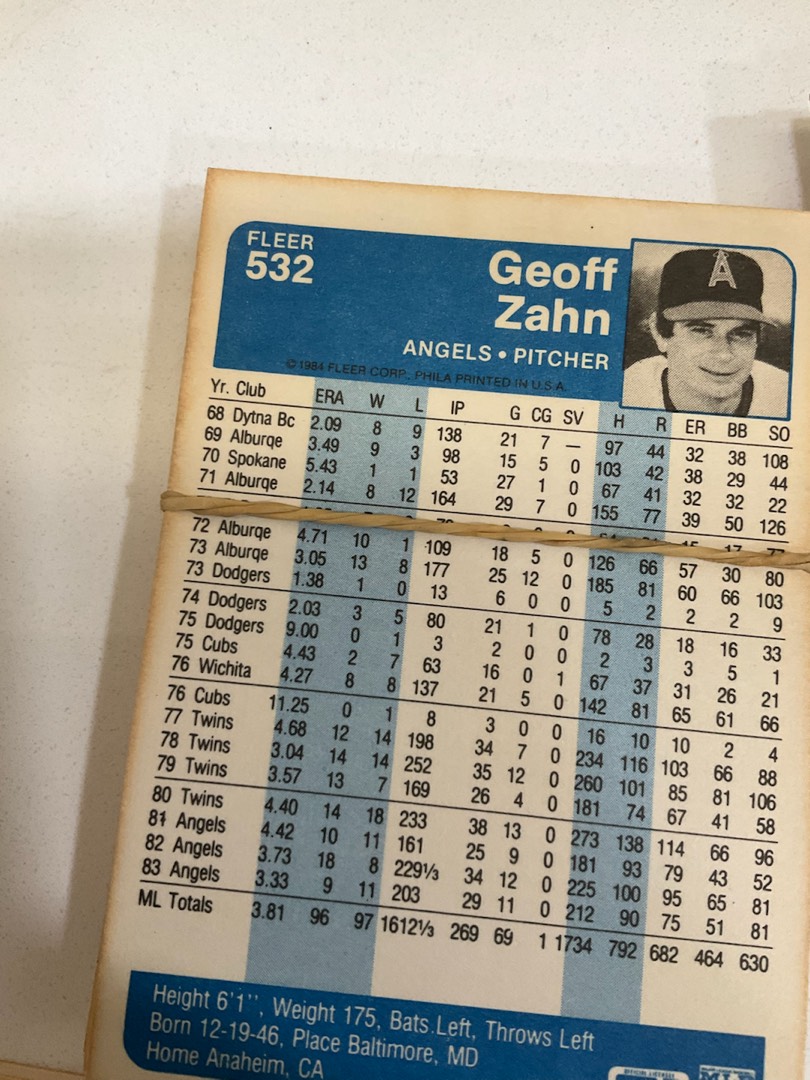 FLEER
532
Geoff
Zahn
ANGELS • PITCHER
© 1984 FLEER CORP., PHILA PRINTED IN U.S.A.
Yr. Club ERA W L IP G CG SV H R ER BB SO
68 Dytna Bc 2.09 8 9 138 21 7 — 97 44 32 38 108
69 Alburqe 3.49 9 3 98 15 5 0 103 42 38 29 44
70 Spokane 5.43 1 1 53 27 1 0 67 41 32 32 22
71 Alburqe 2.14 8 12 164 29 7 0 155 77 39 50 126
72 Alburqe 4.71 10 1 109 18 5 0 126 66 57 30 80
73 Alburqe 3.05 13 8 177 25 12 0 185 81 60 66 103
73 Dodgers 1.38 1 0 13 6 0 0 5 2 2 2 9
74 Dodgers 2.03 3 5 80 21 1 0 78 28 18 16 33
75 Dodgers 9.00 0 1 3 2 0 0 2 3 3 5 1
75 Cubs 4.43 2 7 63 16 0 1 67 37 31 26 21
76 Wichita 4.27 8 8 137 21 5 0 142 81 65 61 66
76 Cubs 11.25 0 1 8 3 0 0 16 10 10 2 4
77 Twins 4.68 12 14 198 34 7 0 234 116 103 66 88
78 Twins 3.04 14 14 252 35 12 0 260 101 85 81 106
79 Twins 3.57 13 7 169 26 4 0 181 74 67 41 58
80 Twins 4.40 14 18 233 38 13 0 273 138 114 66 96
81 Angels 4.42 10 11 161 25 9 0 181 93 79 43 52
82 Angels 3.73 18 8 229⅓ 34 12 0 225 100 95 65 81
83 Angels 3.33 9 11 203 29 11 0 212 90 75 51 81
ML Totals 3.81 96 97 1612⅓ 269 69 1 1734 792 682 464 630
Height 6'1", Weight 175, Bats Left, Throws Left
Born 12-19-46, Place Baltimore, MD
Home Anaheim, CA